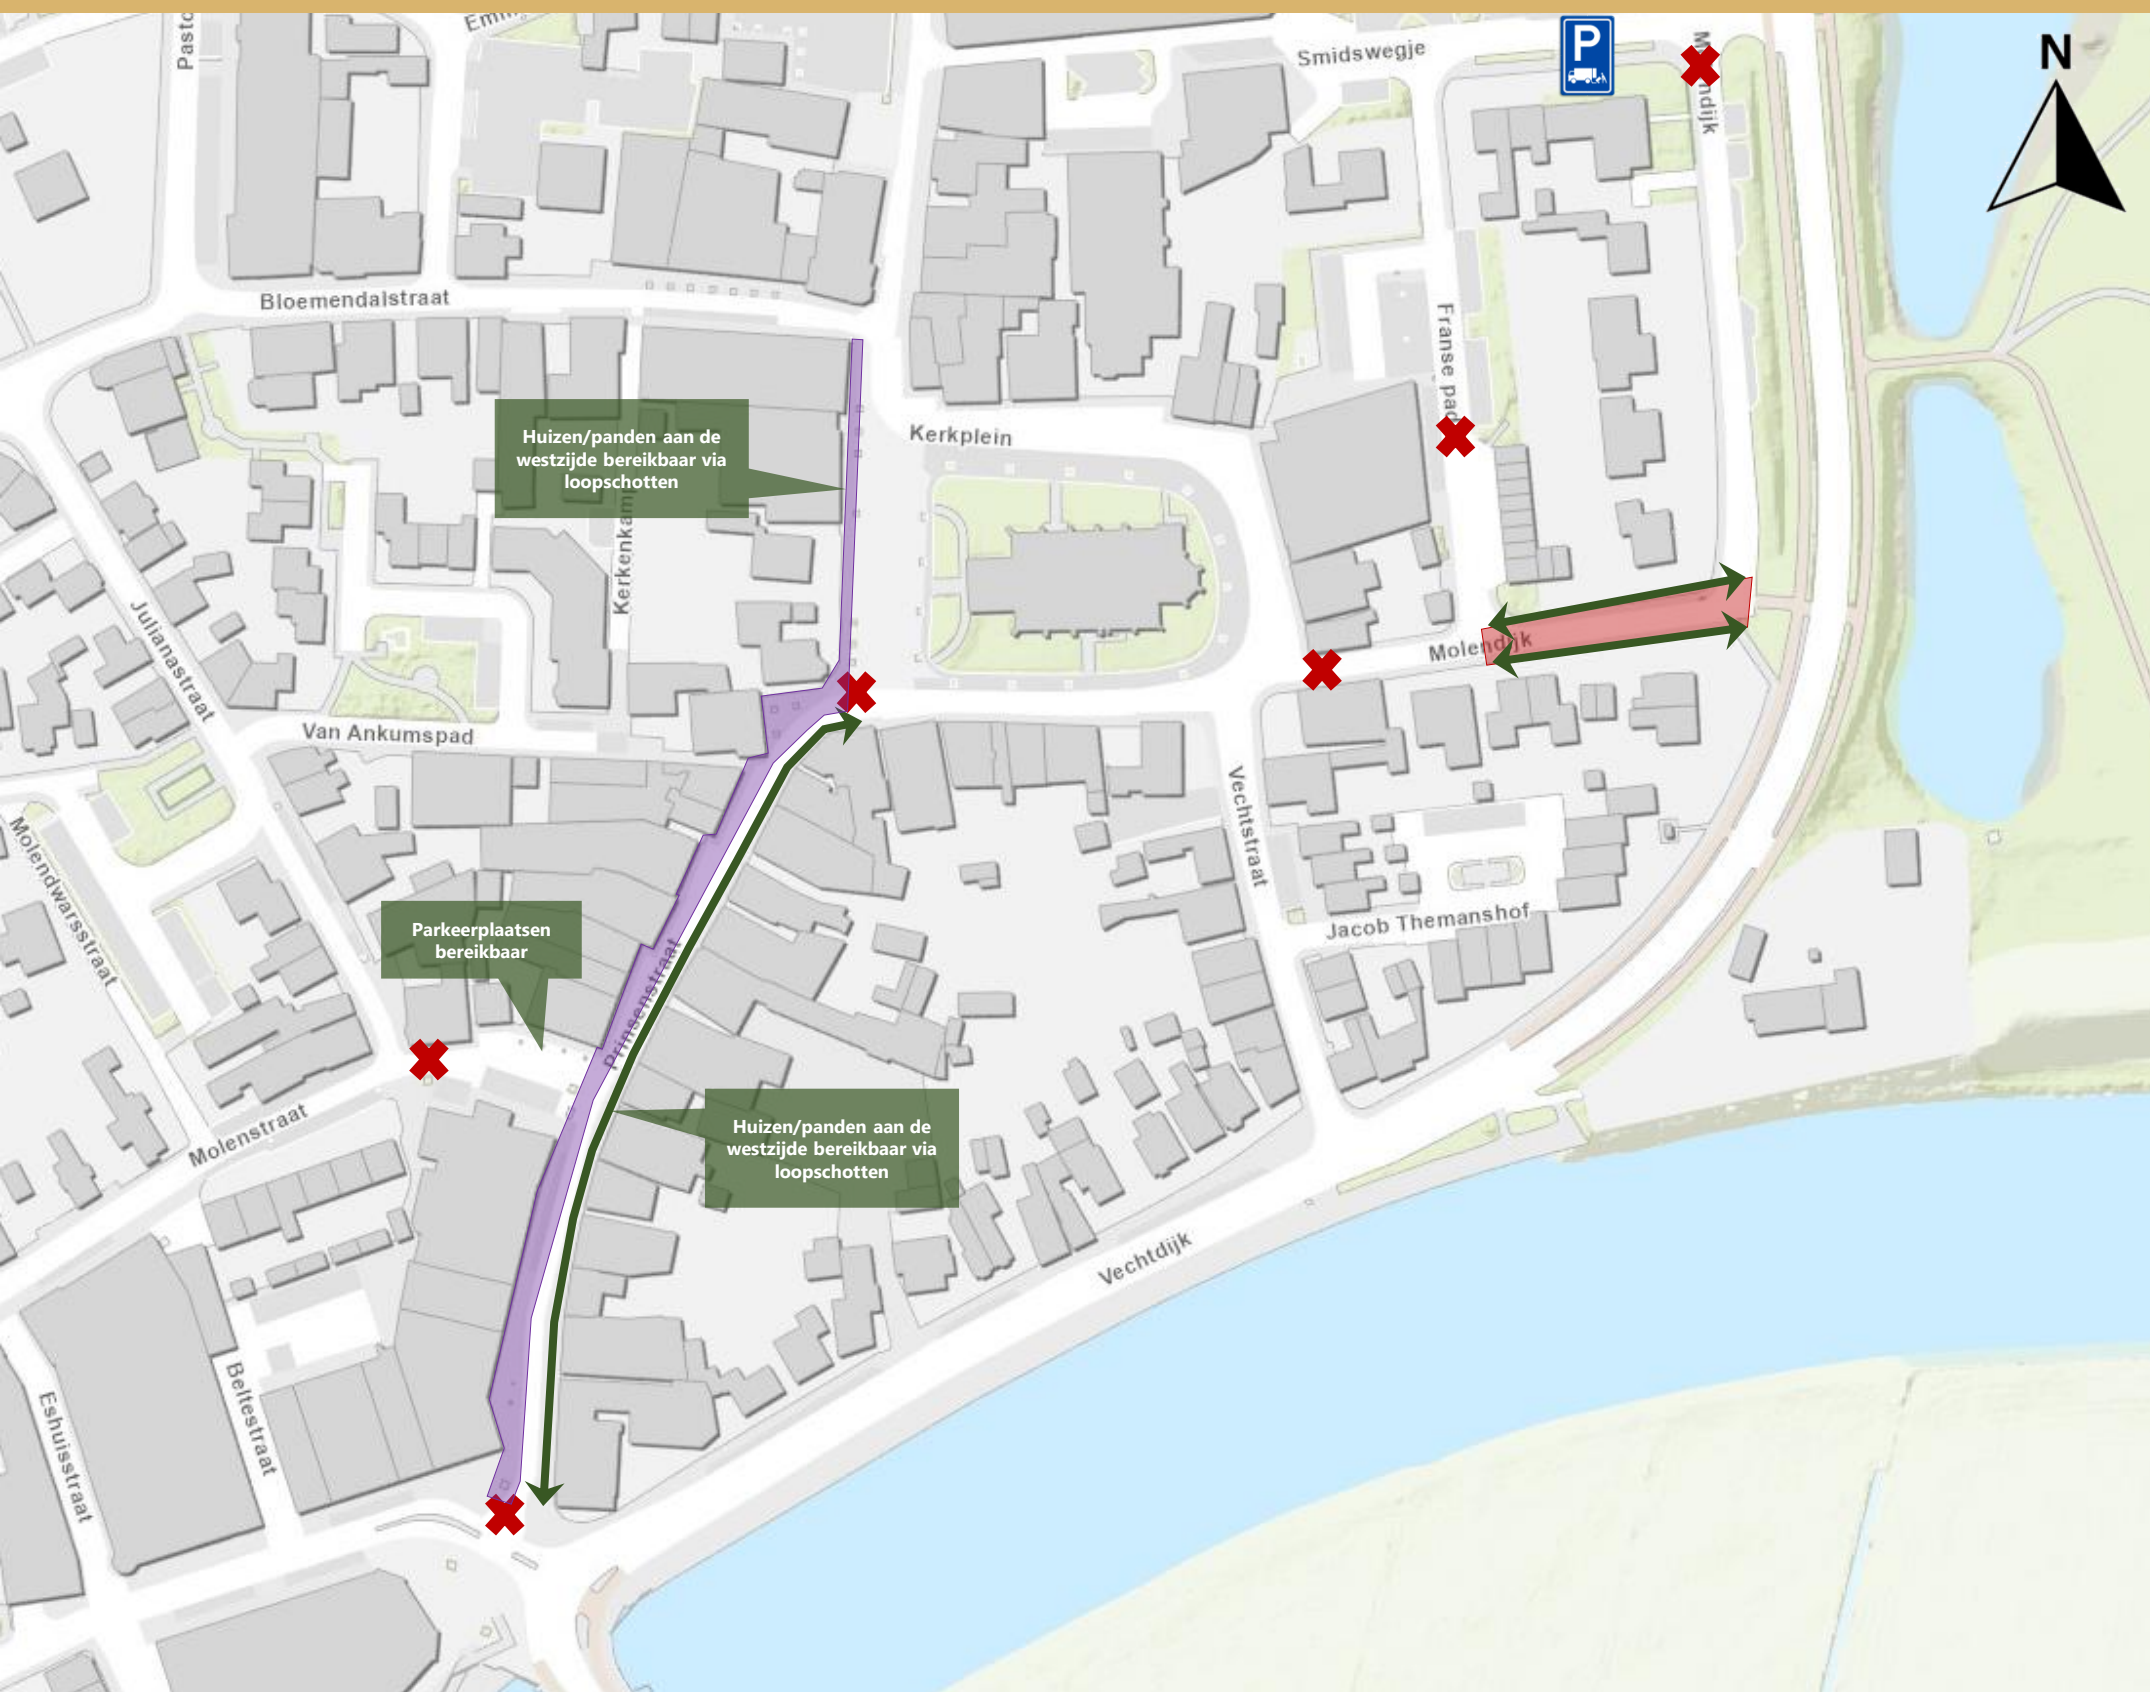 Smidswegje
P
N
Bloemendalstraat
Kerkplein
Franse pad
Huizen/panden aan de
westzijde bereikbaar via
loopschotten
Julianastraat
Molendijk
Van Ankumspad
Vechtstraat
Molendwarsstraat
Parkeerplaatsen
bereikbaar
Prinsenstraat
Jacob Themanshof
Huizen/panden aan de
westzijde bereikbaar via
loopschotten
Molenstraat
Vechtdijk
Beltestraat
Eshuisstraat